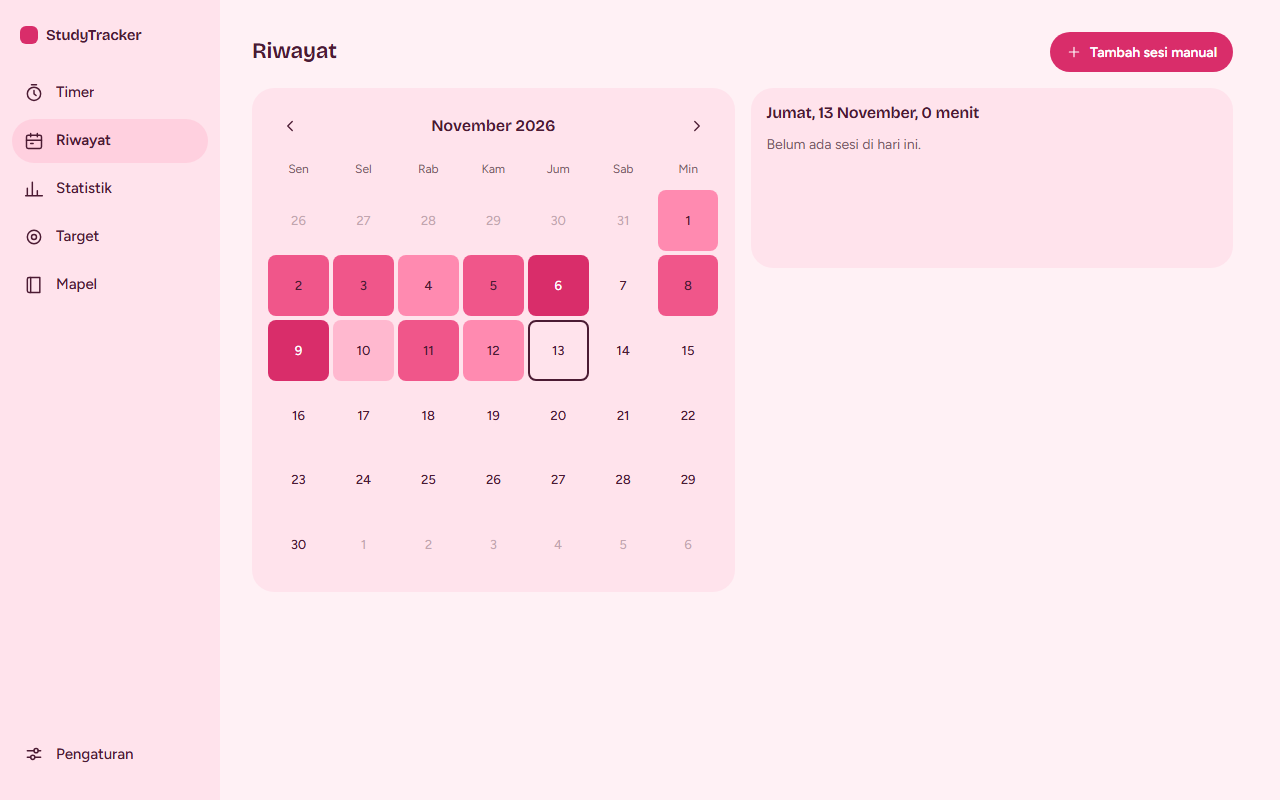 StudyTracker
Timer
Riwayat
Statistik
Target
Mapel
Pengaturan
Riwayat
Tambah sesi manual
November 2026
Sen Sel Rab Kam Jum Sab Min
26 27 28 29 30 31 1
2 3 4 5 6 7 8
9 10 11 12 13 14 15
16 17 18 19 20 21 22
23 24 25 26 27 28 29
30 1 2 3 4 5 6
Jumat, 13 November, 0 menit
Belum ada sesi di hari ini.